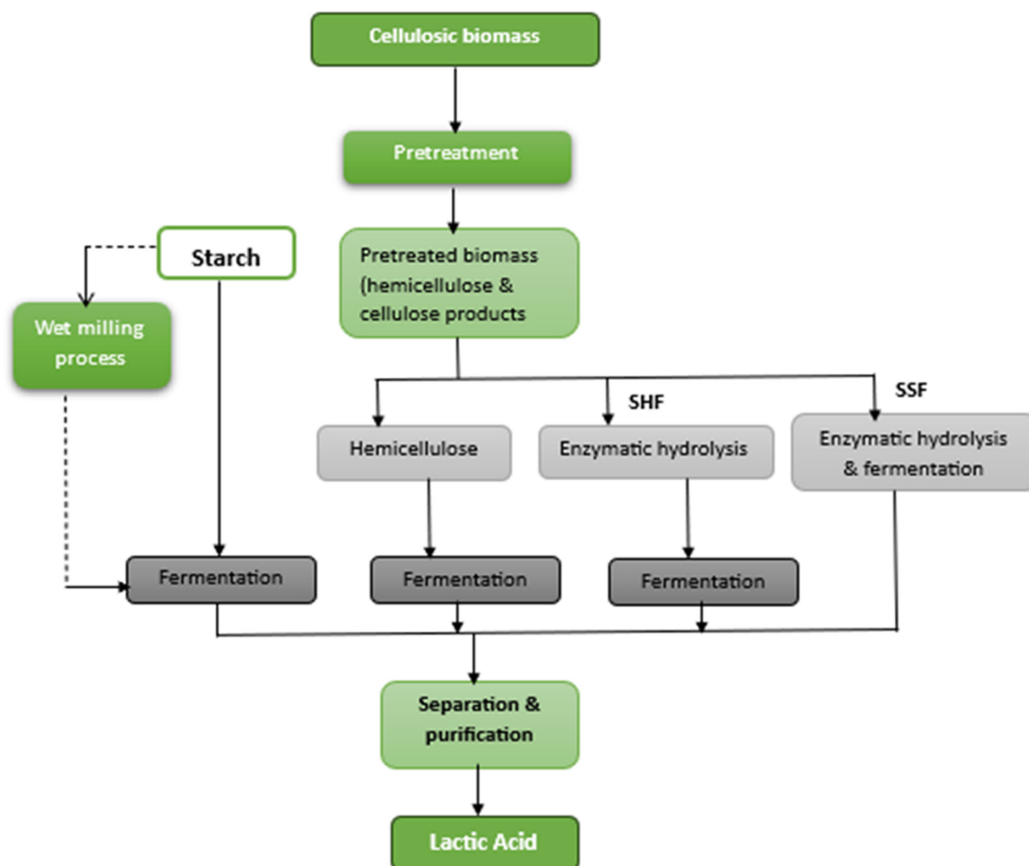 Cellulosic biomass
Pretreatment
Starch
Pretreated biomass
(hemicellulose &
cellulose products
Wet milling
process
SHF
SSF
Hemicellulose
Enzymatic hydrolysis
Enzymatic hydrolysis
& fermentation
Fermentation
Fermentation
Fermentation
Separation &
purification
Lactic Acid